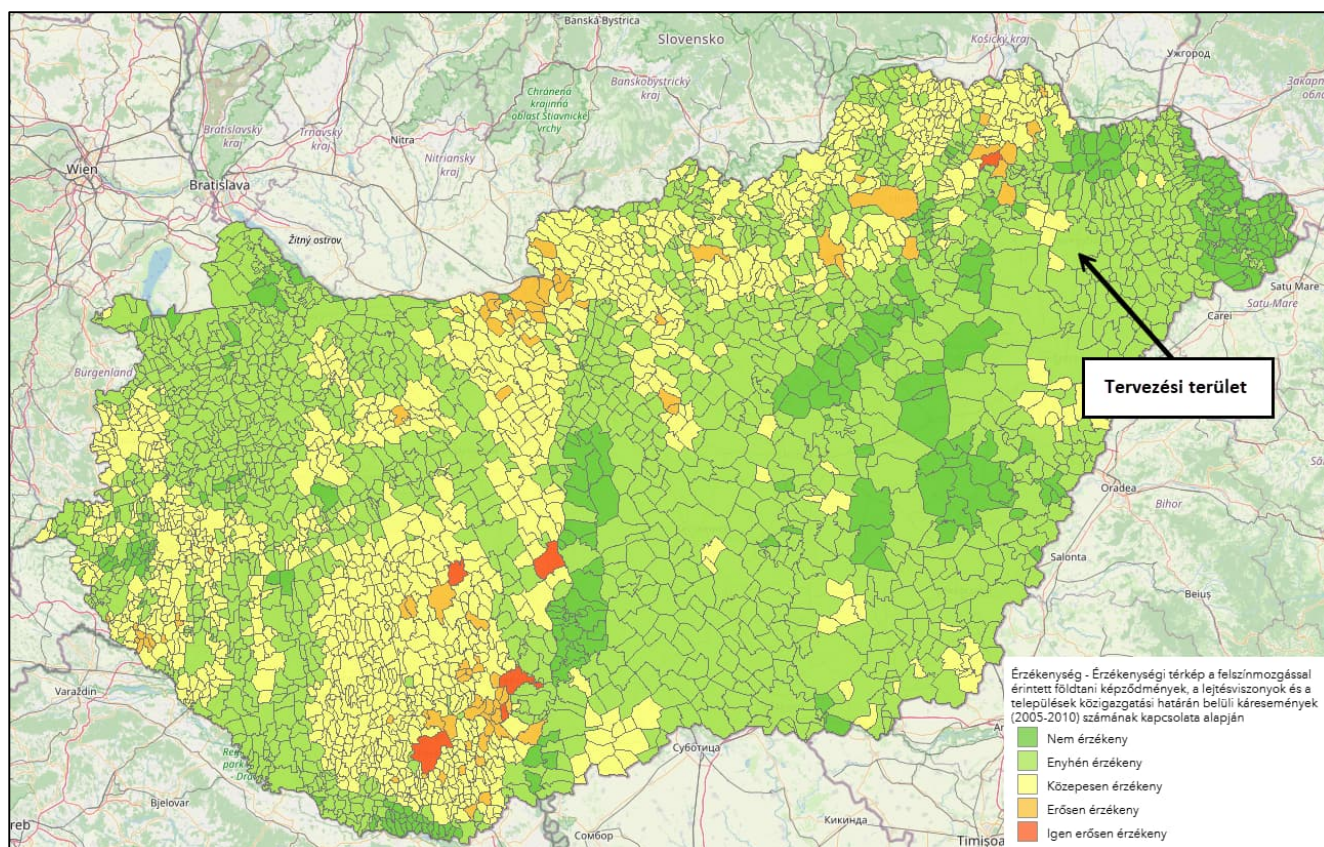 Banská Bystrica
Slovensko
Košický kraj
Ужгород
Banskobystrický
kraj
Chránená
krajinná
oblasť Štiavnické
vrchy
Bratislavský
kraj
Trnavský
kraj
Nitra
Nitriansky
kraj
Wien
Bratislava
Žitný ostrov
Burgenland
Satu Mare
Satu-Mare
Carei
Tervezési terület
Oradea
Bihor
Salonta
Beiuș
Varaždin
Bjelovar
Суботица
Сомбор
Кикинда
Timișoa
Érzékenység - Érzékenységi térkép a felszínmozgással
érintett földtani képződmények, a lejtésviszonyok és a
települések közigazgatási határán belüli káresemények
(2005-2010) számának kapcsolata alapján
Nem érzékeny
Enyhén érzékeny
Közepesen érzékeny
Erősen érzékeny
Igen erősen érzékeny